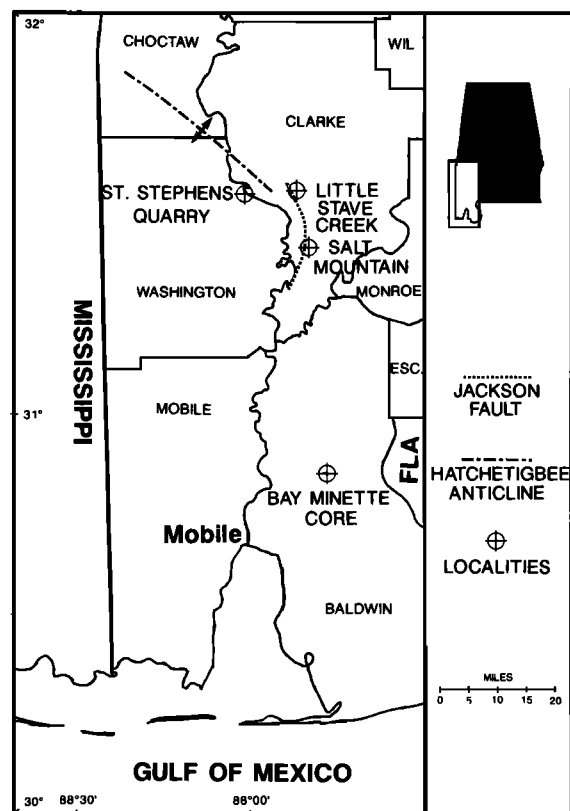 32°
CHOCTAW
WIL
CLARKE
ST. STEPHENS
QUARRY
LITTLE
STAVE
CREEK
SALT
MOUNTAIN
WASHINGTON
MONROE
MISSISSIPPI
ESC.
31°
MOBILE
FLA
BAY MINETTE
CORE
Mobile
BALDWIN
GULF OF MEXICO
30°
88°30'
86°00'
JACKSON
FAULT
HATCHETIGBEE
ANTICLINE
LOCALITIES
MILES
0 5 10 15 20